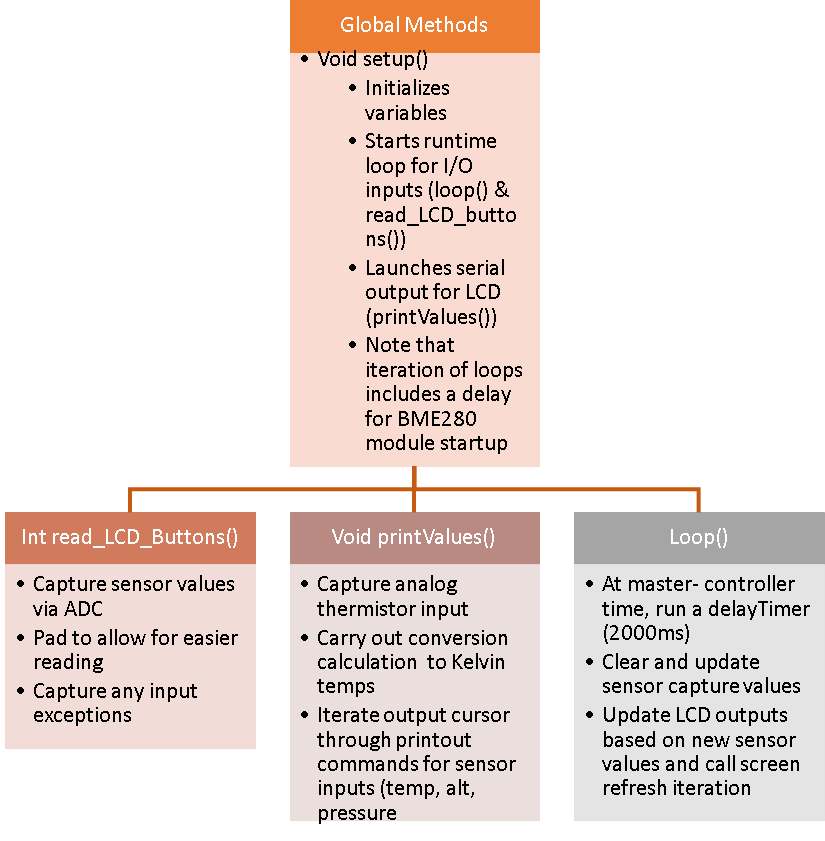 Global Methods
• Void setup()
• Initializes
variables
• Starts runtime
loop for I/O
inputs (loop() &
read_LCD_butto
ns())
• Launches serial
output for LCD
(printValues())
• Note that
iteration of loops
includes a delay
for BME280
module startup
Int read_LCD_Buttons()
• Capture sensor values
via ADC
• Pad to allow for easier
reading
• Capture any input
exceptions
Void printValues()
• Capture analog
thermistor input
• Carry out conversion
calculation to Kelvin
temps
• Iterate output cursor
through printout
commands for sensor
inputs (temp, alt,
pressure
Loop()
• At master- controller
time, run a delayTimer
(2000ms)
• Clear and update
sensor capture values
• Update LCD outputs
based on new sensor
values and call screen
refresh iteration